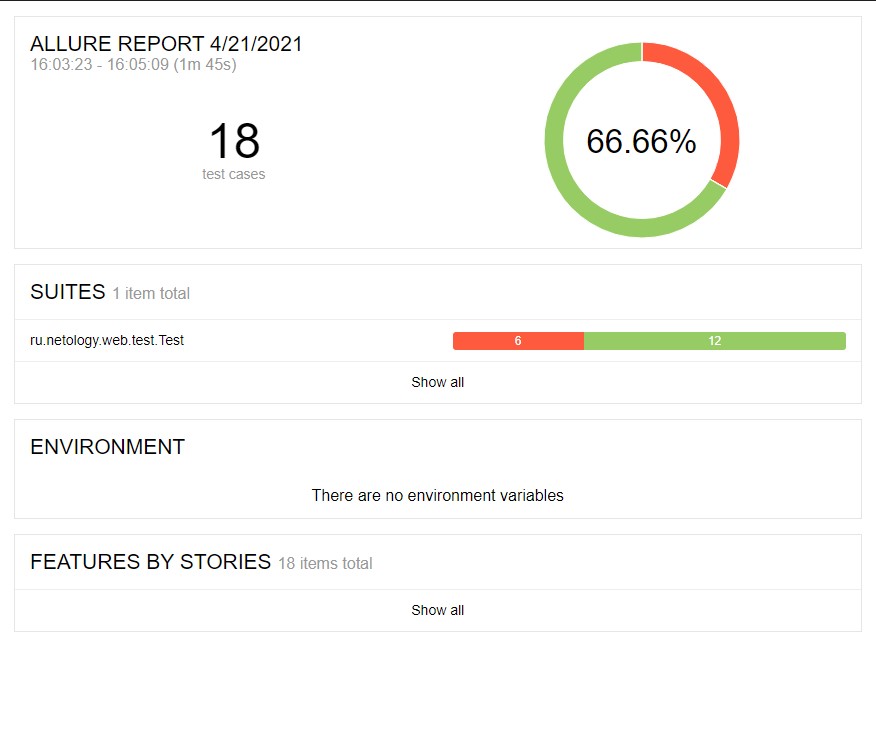 ALLURE REPORT 4/21/2021
16:03:23 - 16:05:09 (1m 45s)
18
test cases
66.66%
SUITES 1 item total
ru.netology.web.test.Test
6 12
Show all
ENVIRONMENT
There are no environment variables
FEATURES BY STORIES 18 items total
Show all